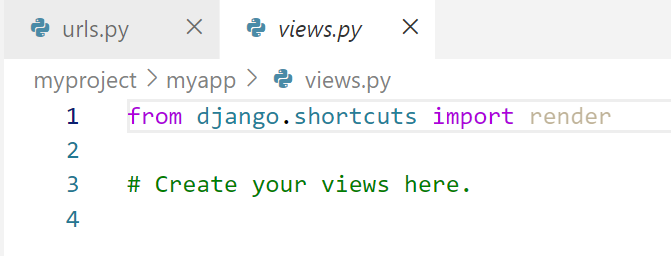 urls.py views.py
myproject > myapp > views.py
1 from django.shortcuts import render
2
3 # Create your views here.
4